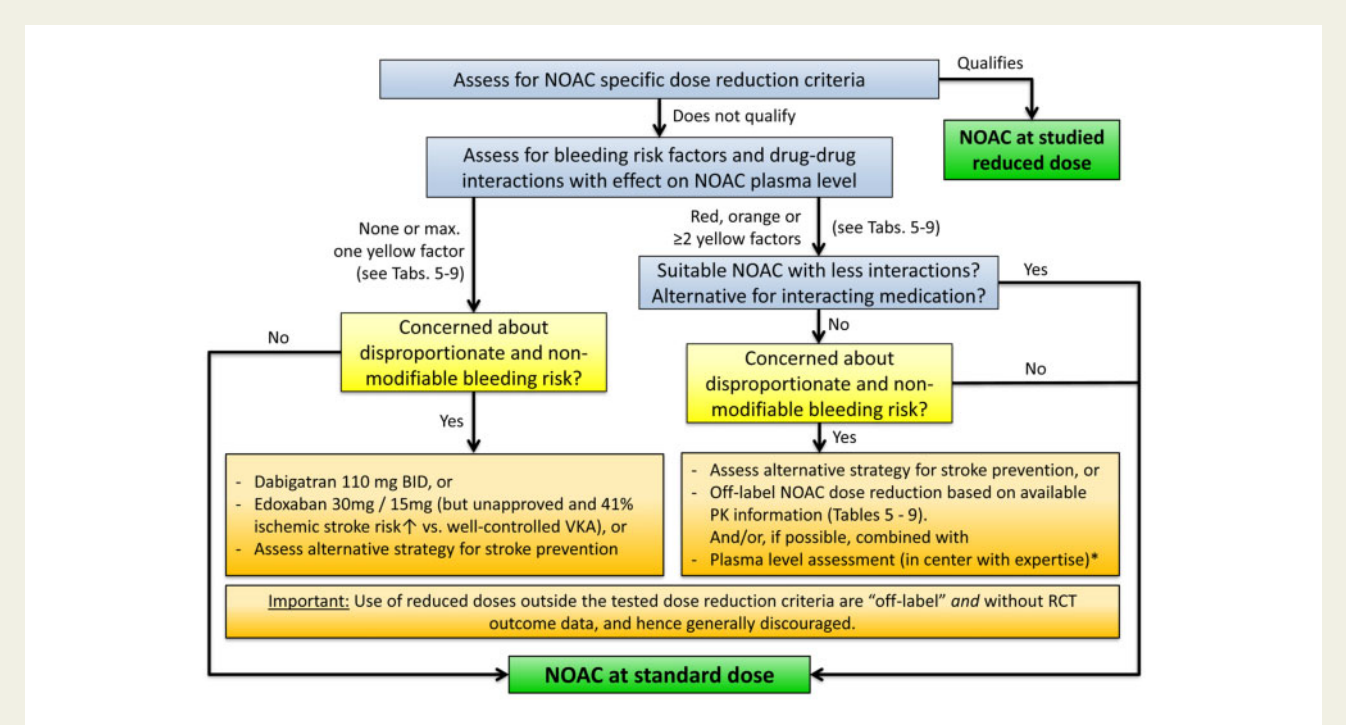 Assess for NOAC specific dose reduction criteria
Qualifies
NOAC at studied
reduced dose
Does not qualify
Assess for bleeding risk factors and drug-drug
interactions with effect on NOAC plasma level
None or max.
one yellow factor
(see Tabs. 5-9)
Red, orange or
≥2 yellow factors
(see Tabs. 5-9)
Suitable NOAC with less interactions?
Alternative for interacting medication?
Yes
No
Concerned about
disproportionate and non-
modifiable bleeding risk?
No
Concerned about
disproportionate and non-
modifiable bleeding risk?
No
Yes
Yes
- Dabigatran 110 mg BID, or
- Edoxaban 30mg / 15mg (but unapproved and 41%
ischemic stroke risk↑ vs. well-controlled VKA), or
- Assess alternative strategy for stroke prevention
- Assess alternative strategy for stroke prevention, or
- Off-label NOAC dose reduction based on available
PK information (Tables 5 - 9).
And/or, if possible, combined with
- Plasma level assessment (in center with expertise)*
Important: Use of reduced doses outside the tested dose reduction criteria are “off-label” and without RCT
outcome data, and hence generally discouraged.
NOAC at standard dose